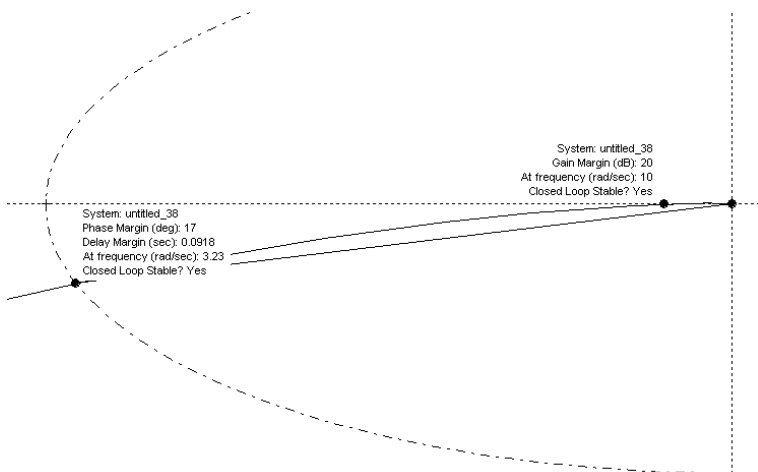 System: untitled_38
Gain Margin (dB): 20
At frequency (rad/sec): 10
Closed Loop Stable? Yes
System: untitled_38
Phase Margin (deg): 17
Delay Margin (sec): 0.0918
At frequency (rad/sec): 3.23
Closed Loop Stable? Yes